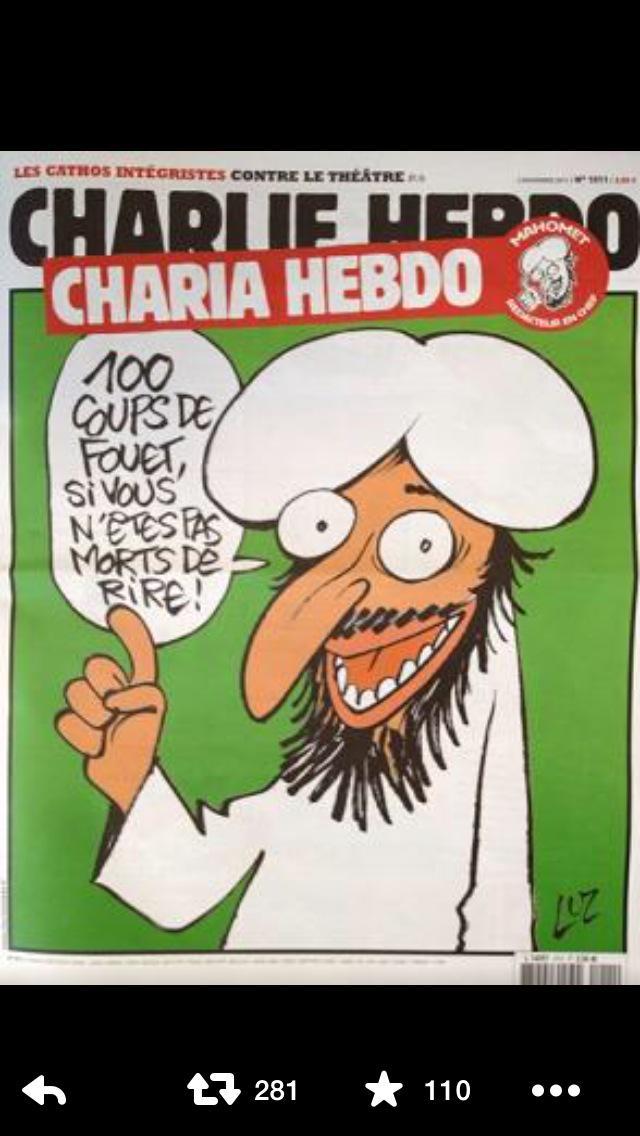 LES CATHOS INTÉGRISTES CONTRE LE THÉÂTRE
N° 1011
CHARLIE HEBDO
CHARIA HEBDO
MAHOMET
RÉDACTEUR EN CHEF
100
COUPS DE
FOUET,
Si VOUS
N'ÊTES PAS
MORTS DE
RiRE!
LUZ
281
110